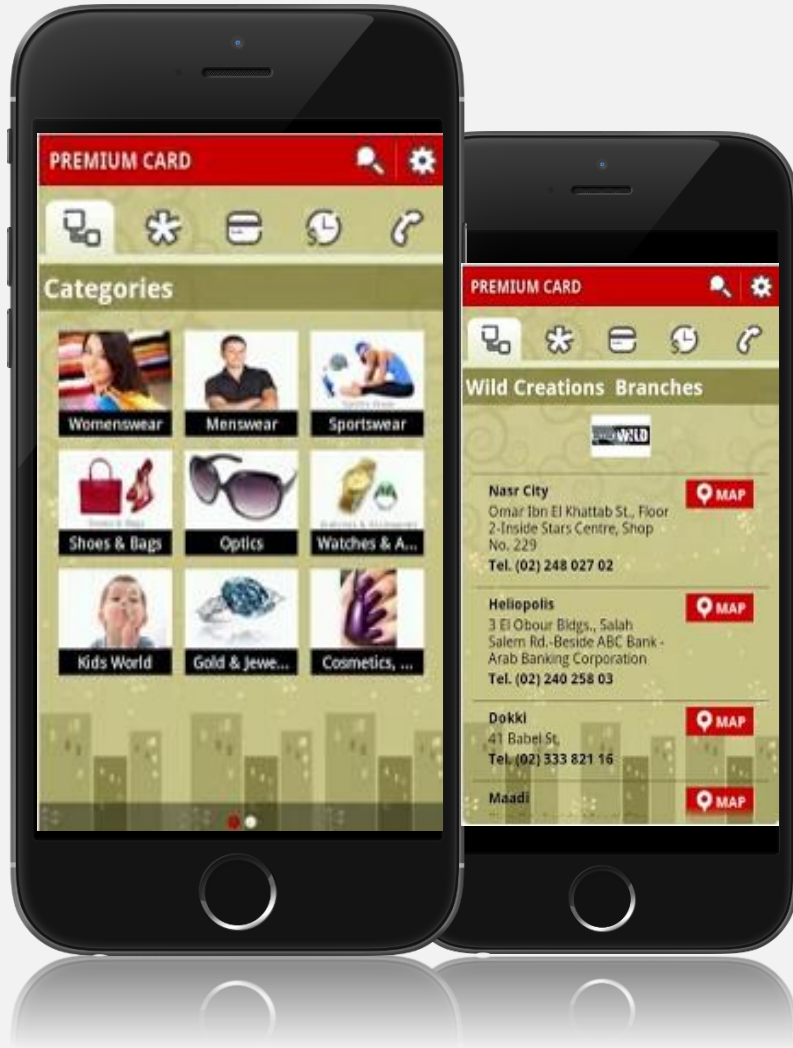 PREMIUM CARD
Categories
Womenswear
Menswear
Sportswear
Shoes & Bags
Optics
Watches & A...
Kids World
Gold & Jewe...
Cosmetics, ...
PREMIUM CARD
Wild Creations Branches
WILD
Nasr City
MAP
Omar Ibn El Khattab St., Floor
2-Inside Stars Centre, Shop
No. 229
Tel. (02) 248 027 02
Heliopolis
MAP
3 El Obour Bldgs., Salah
Salem Rd.-Beside ABC Bank -
Arab Banking Corporation
Tel. (02) 240 258 03
Dokki
MAP
41 Babel St,
Tel. (02) 333 821 16
Maadi
MAP